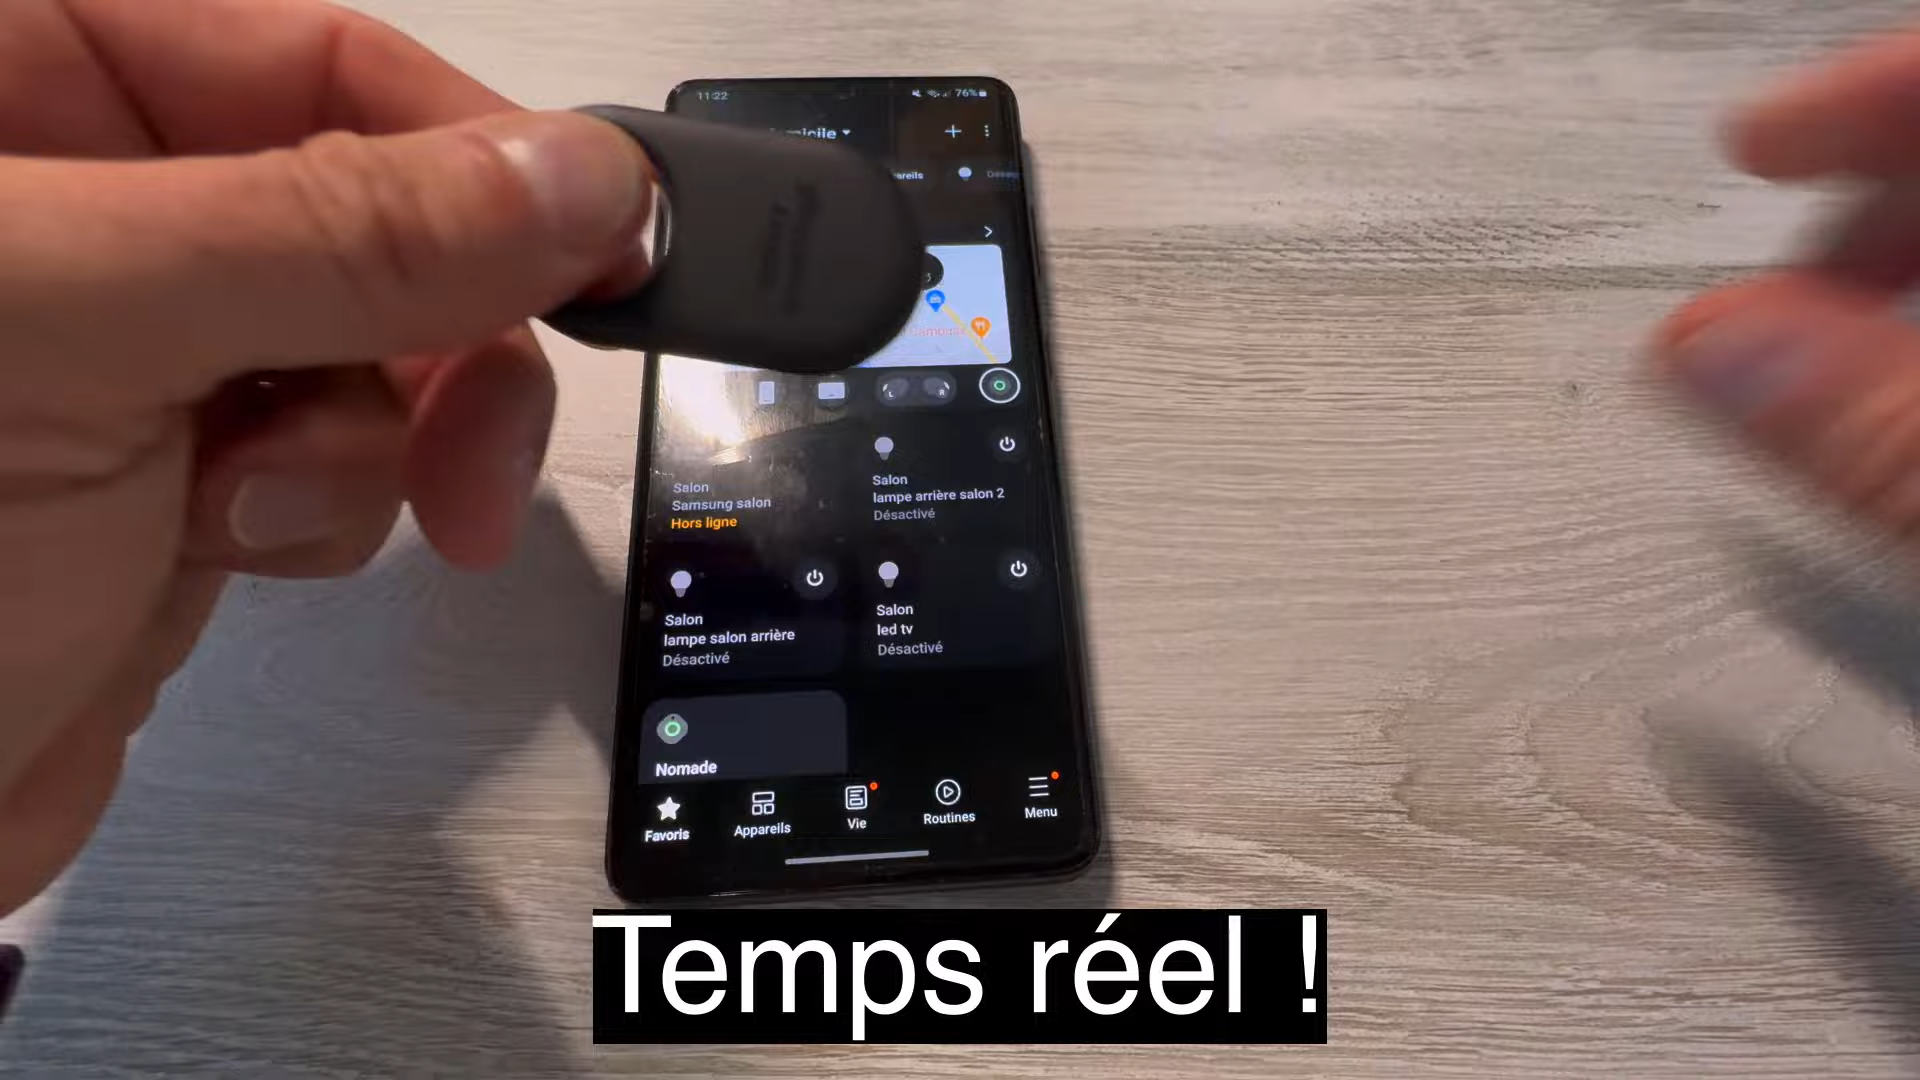 11:22
76%
Salon
Samsung salon
Hors ligne
Salon
lampe arrière salon 2
Désactivé
Salon
lampe salon arrière
Désactivé
Salon
led tv
Désactivé
Nomade
Favoris
Appareils
Vie
Routines
Menu
Temps réel !